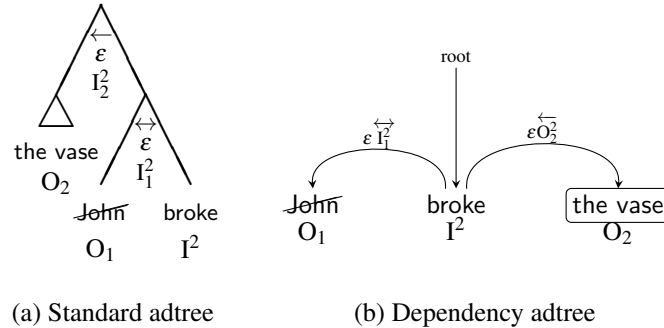 ←
ε
I₂²
the vase
O₂
↔
ε
I₁²
John
O₁
broke
I²
(a) Standard adtree
root
ε I₁² ↔
ε O₂² ←
John
O₁
broke
I²
the vase
O₂
(b) Dependency adtree